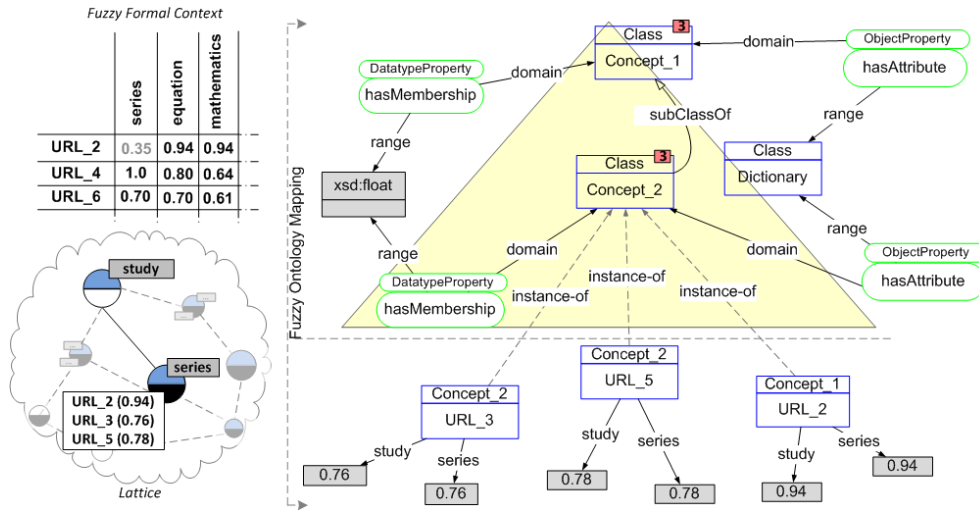 Fuzzy Formal Context
series equation mathematics
URL_2 0.35 0.94 0.94
URL_4 1.0 0.80 0.64
URL_6 0.70 0.70 0.61
study
...
...
...
...
series
URL_2 (0.94)
URL_3 (0.76)
URL_5 (0.78)
Lattice
Fuzzy Ontology Mapping
Class 3
Concept_1
domain
ObjectProperty
hasAttribute
DatatypeProperty
hasMembership
domain
range
subClassOf
range
Class 3
Concept_2
Class
Dictionary
xsd:float
range
domain
domain
range
ObjectProperty
hasAttribute
DatatypeProperty
hasMembership
instance-of
instance-of
instance-of
Concept_2
URL_3
Concept_2
URL_5
Concept_1
URL_2
study
series
study
series
study
series
0.76
0.76
0.78
0.78
0.94
0.94